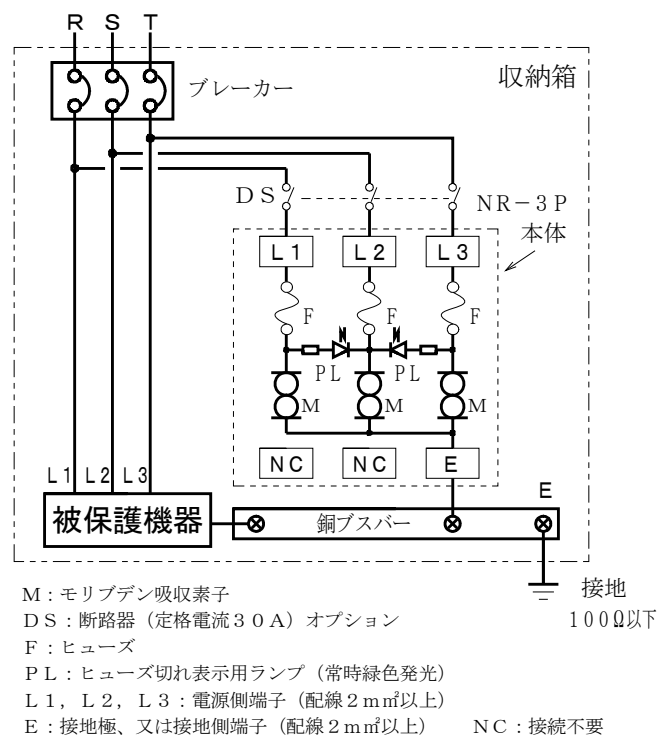 R S T
収納箱
ブレーカー
DS
NR-3P
本体
L1 L2 L3
F F F
PL PL
M M M
NC NC E
L1 L2 L3
E
被保護機器
銅ブスバー
接地
100Ω以下
M:モリブデン吸収素子
DS:断路器(定格電流30A)オプション
F:ヒューズ
PL:ヒューズ切れ表示用ランプ(常時緑色発光)
L1,L2,L3:電源側端子(配線2mm²以上)
E:接地極、又は接地側端子(配線2mm²以上) NC:接続不要